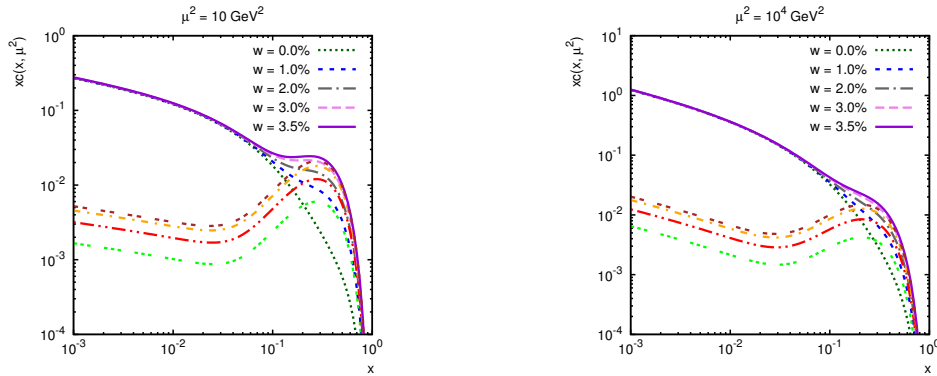 μ² = 10 GeV²
xc(x, μ²)
10⁰
10⁻¹
10⁻²
10⁻³
10⁻⁴
w = 0.0%
w = 1.0%
w = 2.0%
w = 3.0%
w = 3.5%
10⁻³
10⁻²
10⁻¹
10⁰
x
μ² = 10⁴ GeV²
xc(x, μ²)
10²
10¹
10⁰
10⁻¹
10⁻²
10⁻³
10⁻⁴
w = 0.0%
w = 1.0%
w = 2.0%
w = 3.0%
w = 3.5%
10⁻³
10⁻²
10⁻¹
10⁰
x